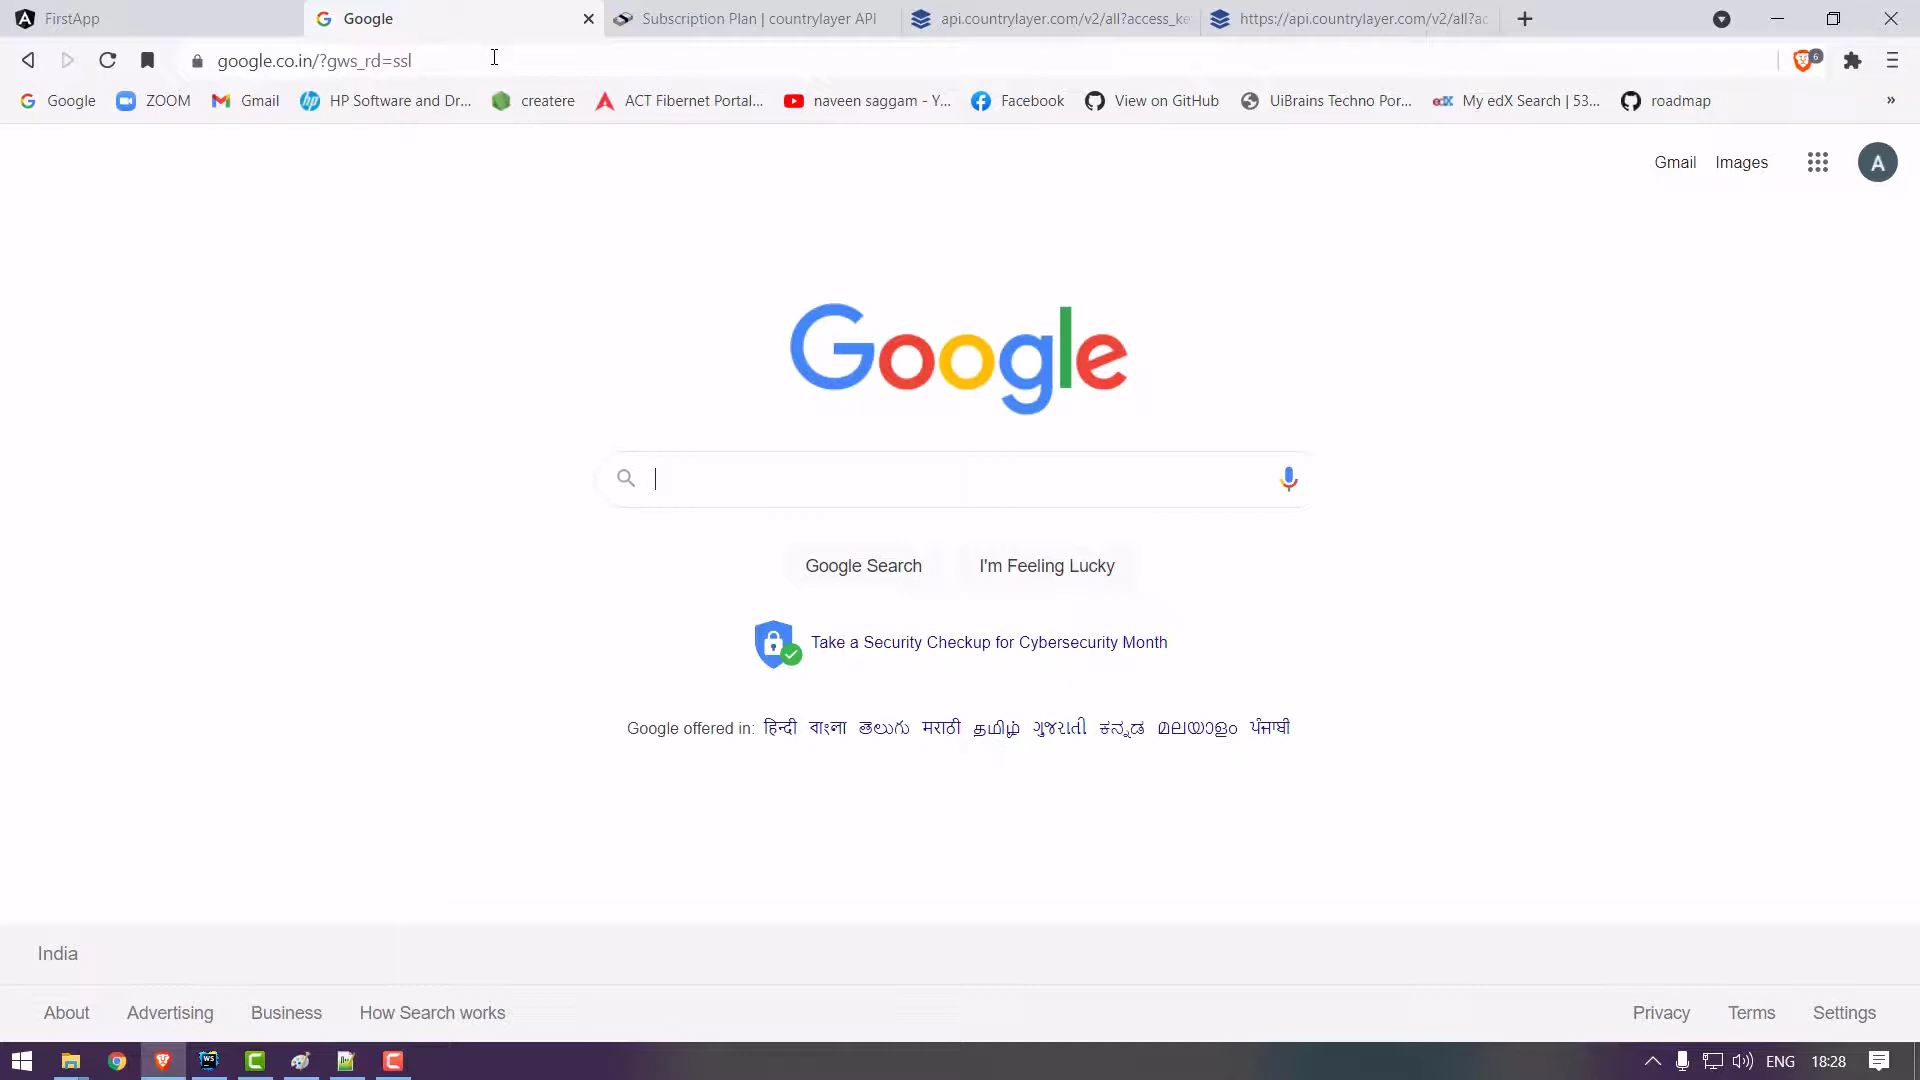 FirstApp
Google
Subscription Plan | countrylayer API
api.countrylayer.com/v2/all?access_ke
https://api.countrylayer.com/v2/all?ac
google.co.in/?gws_rd=ssl
6
Google
ZOOM
Gmail
HP Software and Dr...
createre
ACT Fibernet Portal...
naveen saggam - Y...
Facebook
View on GitHub
UiBrains Techno Por...
edX My edX Search | 53...
roadmap
»
Gmail Images
A
Google
Google Search
I'm Feeling Lucky
Take a Security Checkup for Cybersecurity Month
Google offered in: हिन्दी বাংলা తెలుగు मराठी தமிழ் ગુજરાતી ಕನ್ನಡ മലയാളം ਪੰਜਾਬੀ
India
About Advertising Business How Search works
Privacy Terms Settings
WS
ENG 18:28